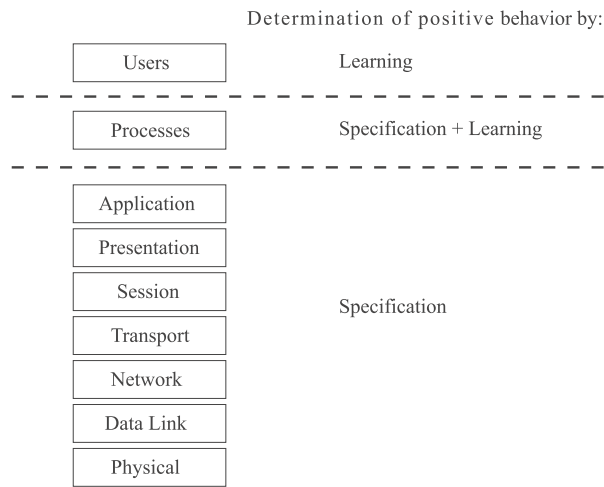 Determination of positive behavior by:
Users
Learning
Processes
Specification + Learning
Application
Presentation
Session
Specification
Transport
Network
Data Link
Physical